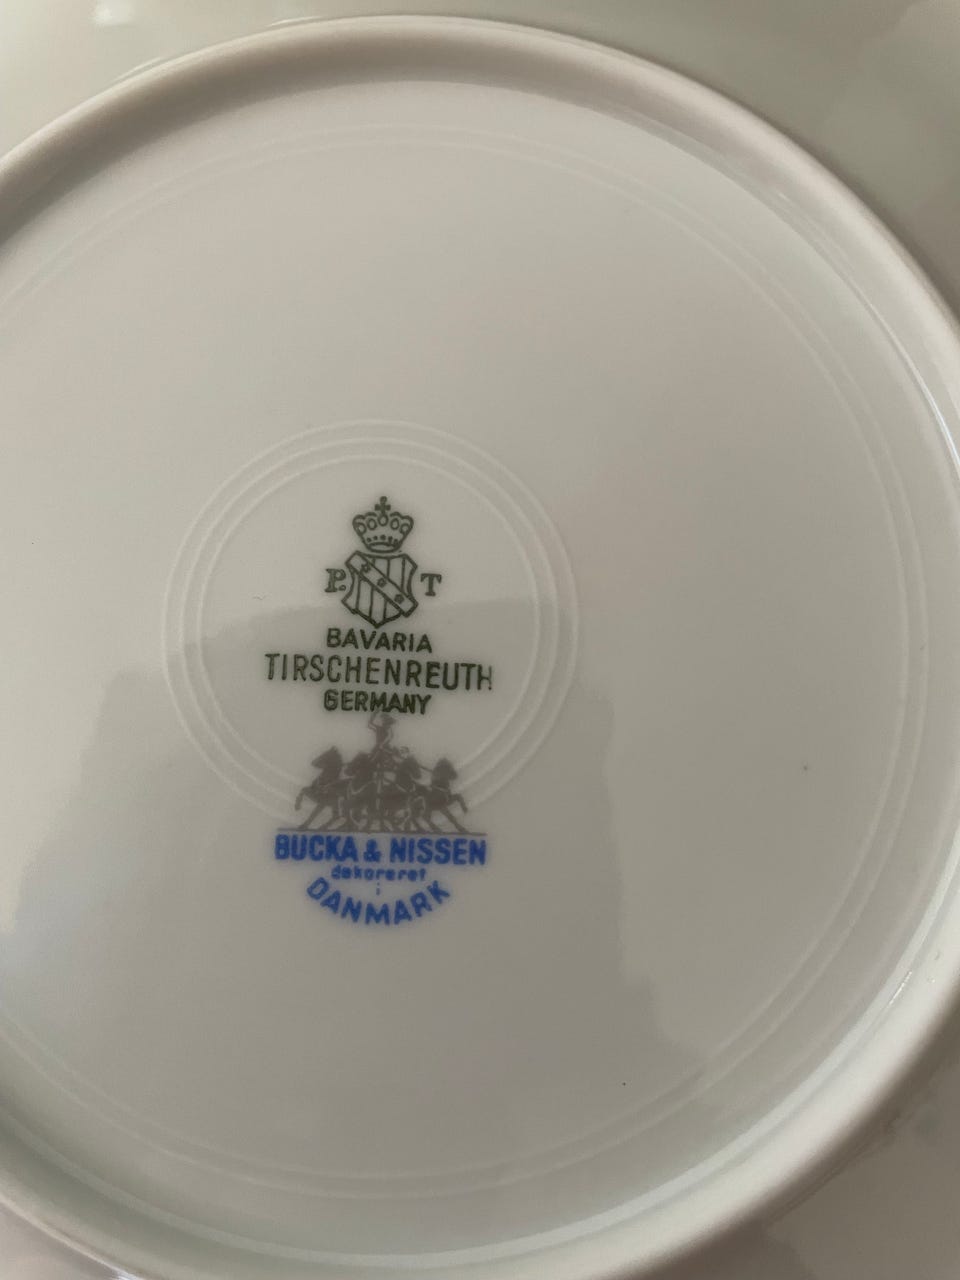 P. T
BAVARIA
TIRSCHENREUTH
GERMANY
BUCKA & NISSEN
dekoreret
i
DANMARK